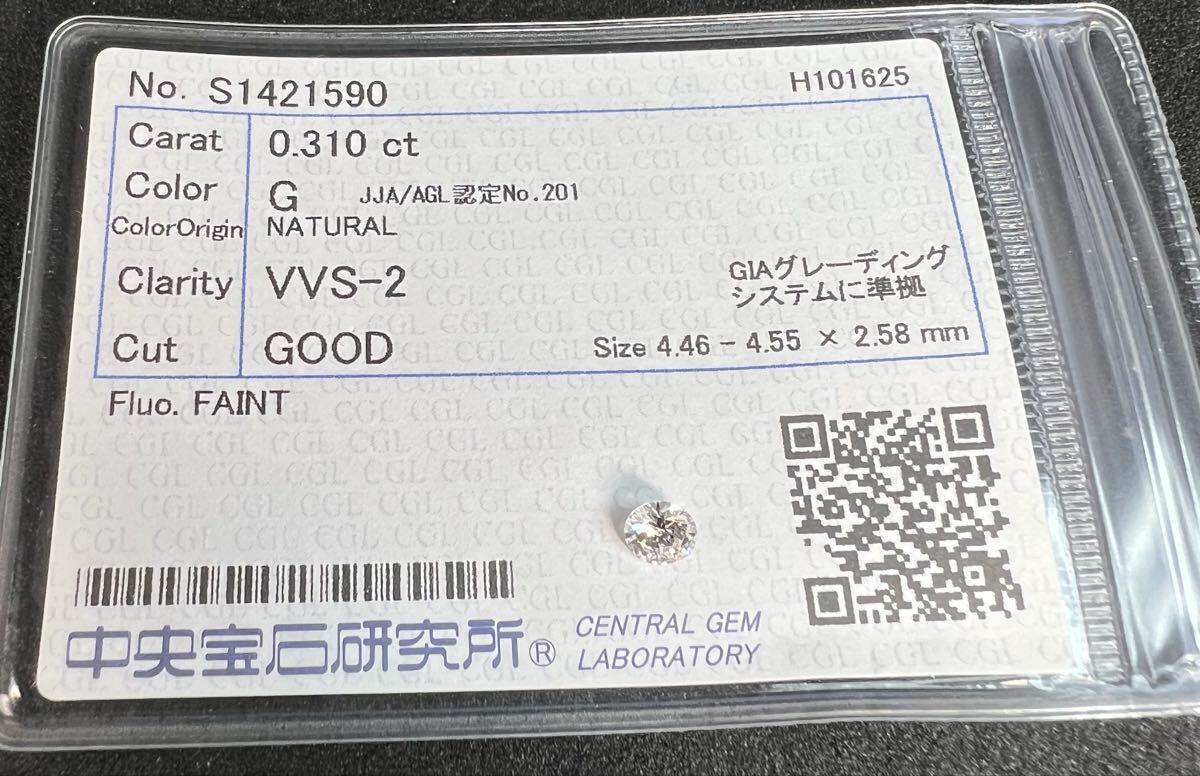 No. S1421590
H101625
Carat 0.310 ct
Color G JJA/AGL認定No.201
ColorOrigin NATURAL
Clarity VVS-2
GIAグレーディング
システムに準拠
Cut GOOD
Size 4.46 - 4.55 × 2.58 mm
Fluo. FAINT
中央宝石研究所®
CENTRAL GEM
LABORATORY